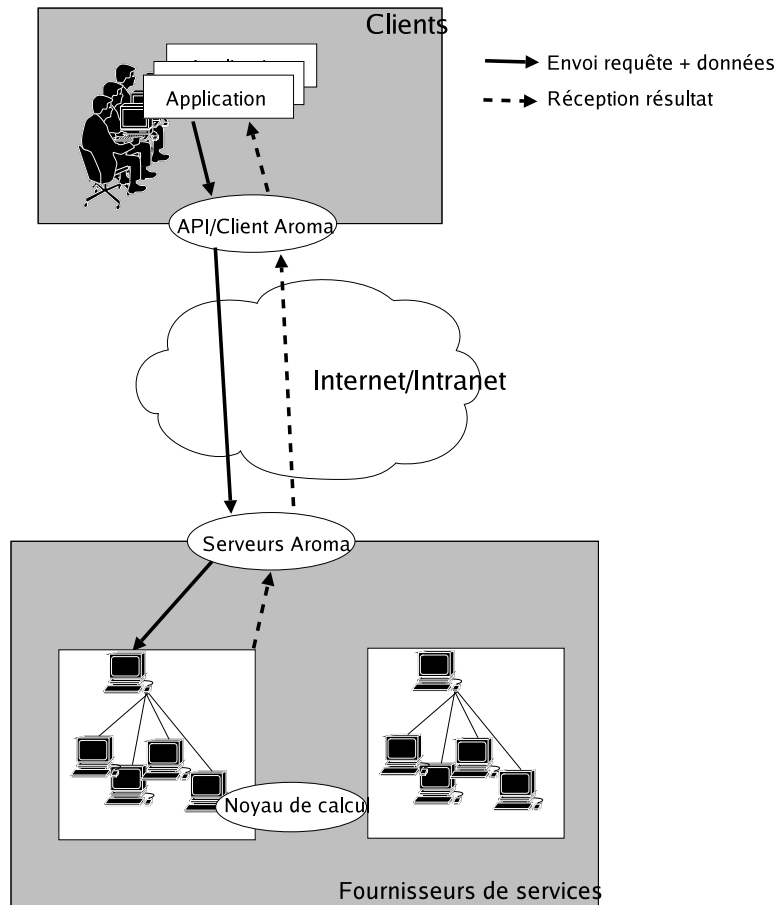 Clients
Envoi requête + données
Réception résultat
Application
API/Client Aroma
Internet/Intranet
Serveurs Aroma
Noyau de calcul
Fournisseurs de services